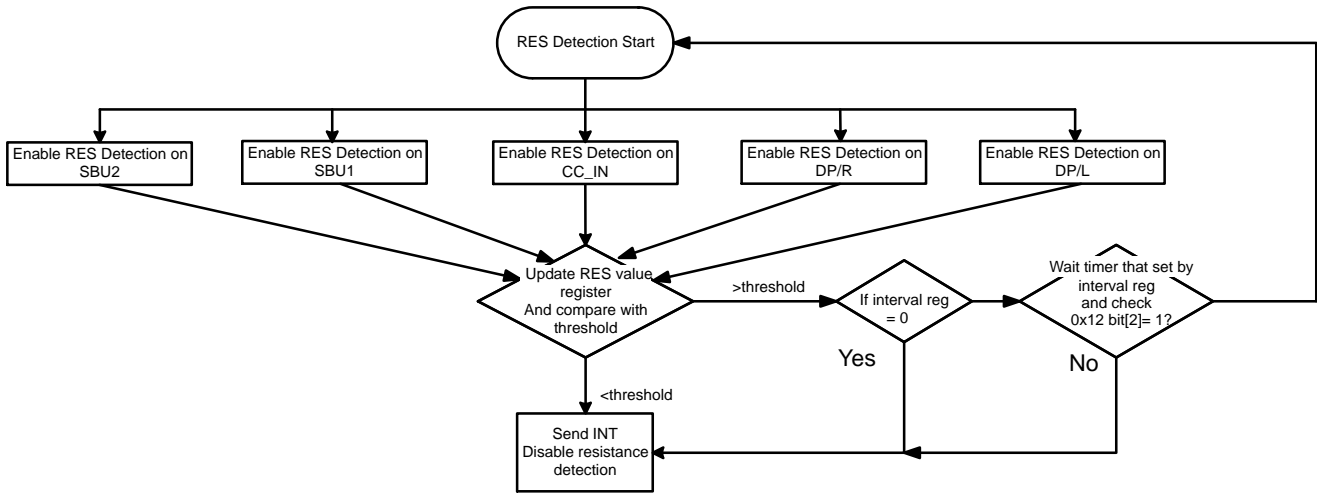 RES Detection Start
Enable RES Detection on
SBU2
Enable RES Detection on
SBU1
Enable RES Detection on
CC_IN
Enable RES Detection on
DP/R
Enable RES Detection on
DP/L
Update RES value
register
And compare with
threshold
>threshold
If interval reg
= 0
Wait timer that set by
interval reg
and check
0x12 bit[2]= 1?
Yes
No
<threshold
Send INT
Disable resistance
detection